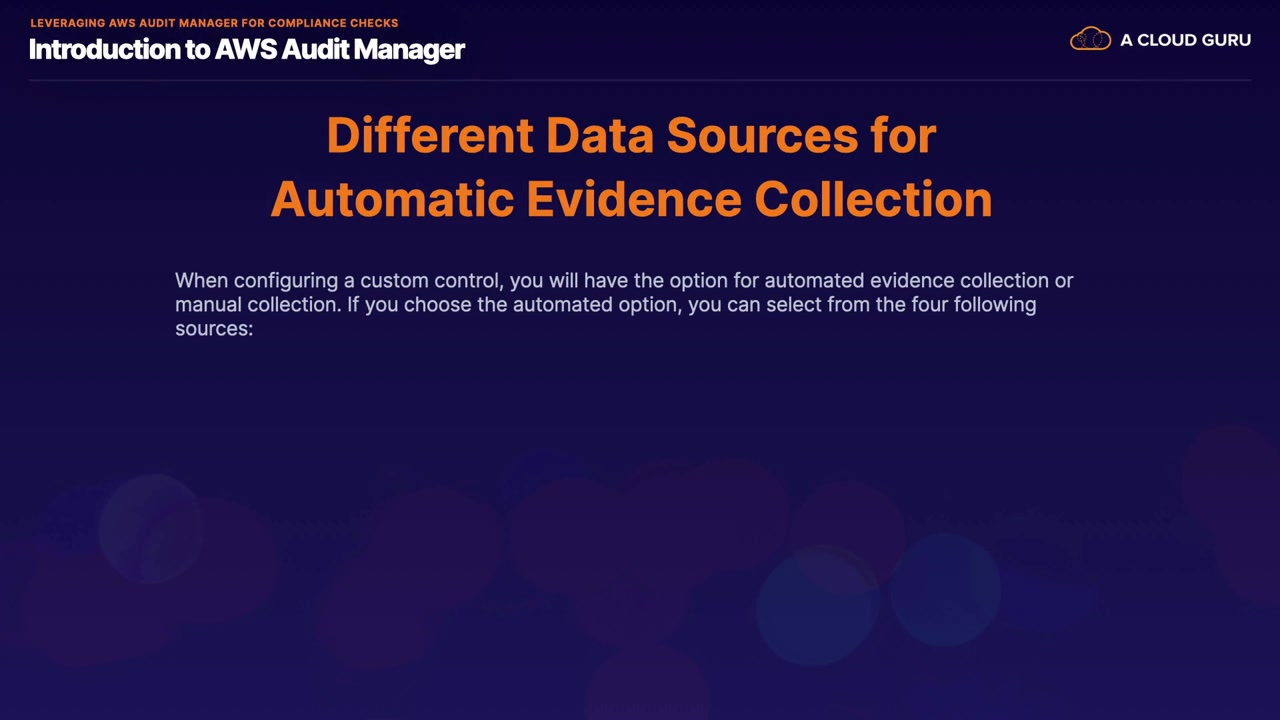 LEVERAGING AWS AUDIT MANAGER FOR COMPLIANCE CHECKS
Introduction to AWS Audit Manager
A CLOUD GURU
Different Data Sources for
Automatic Evidence Collection
When configuring a custom control, you will have the option for automated evidence collection or
manual collection. If you choose the automated option, you can select from the four following
sources: